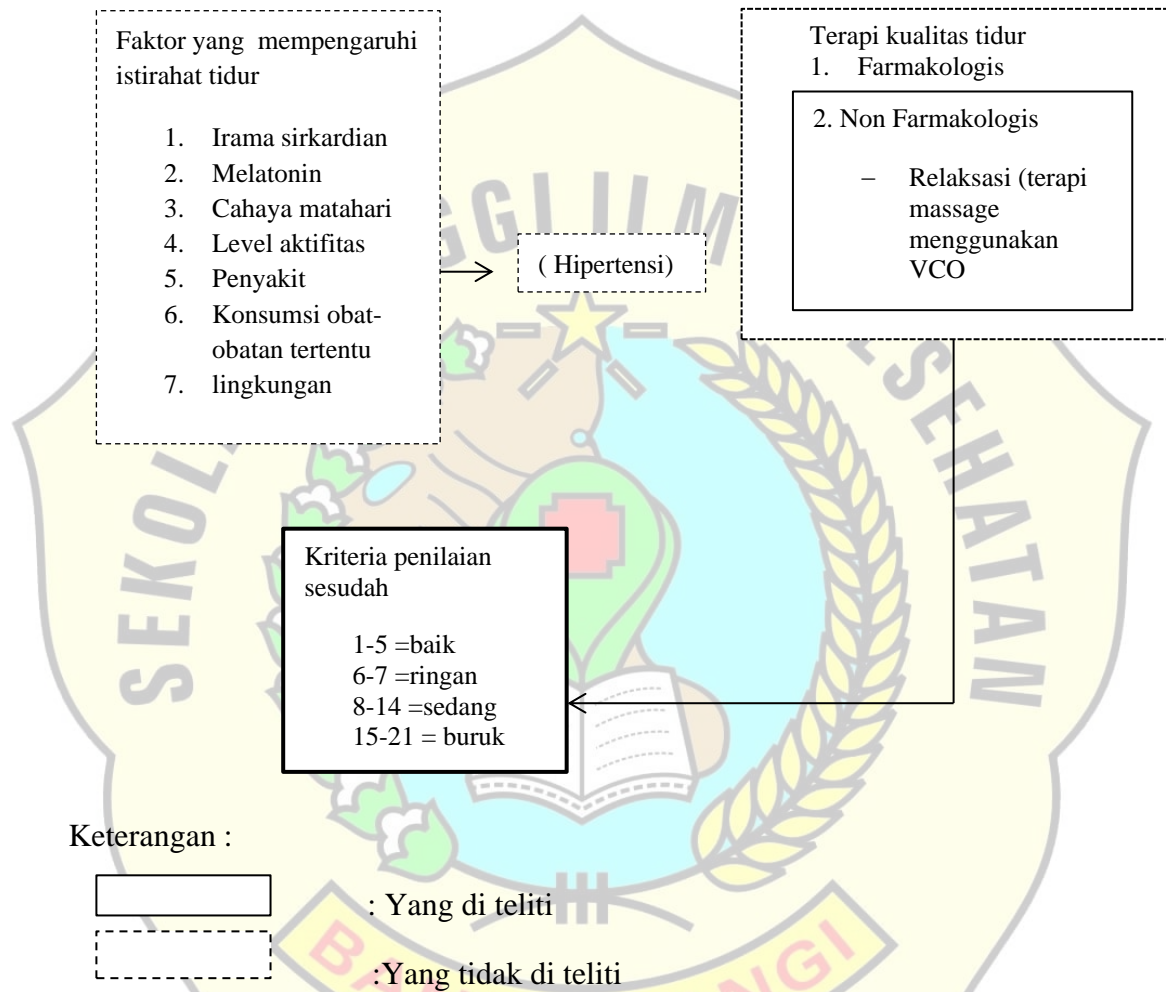 Faktor yang mempengaruhi
istirahat tidur
1. Irama sirkardian
2. Melatonin
3. Cahaya matahari
4. Level aktifitas
5. Penyakit
6. Konsumsi obat-
obatan tertentu
7. lingkungan
( Hipertensi)
Terapi kualitas tidur
1. Farmakologis
2. Non Farmakologis
– Relaksasi (terapi
massage
menggunakan
VCO
Kriteria penilaian
sesudah
1-5 =baik
6-7 =ringan
8-14 =sedang
15-21 = buruk
Keterangan :
: Yang di teliti
:Yang tidak di teliti